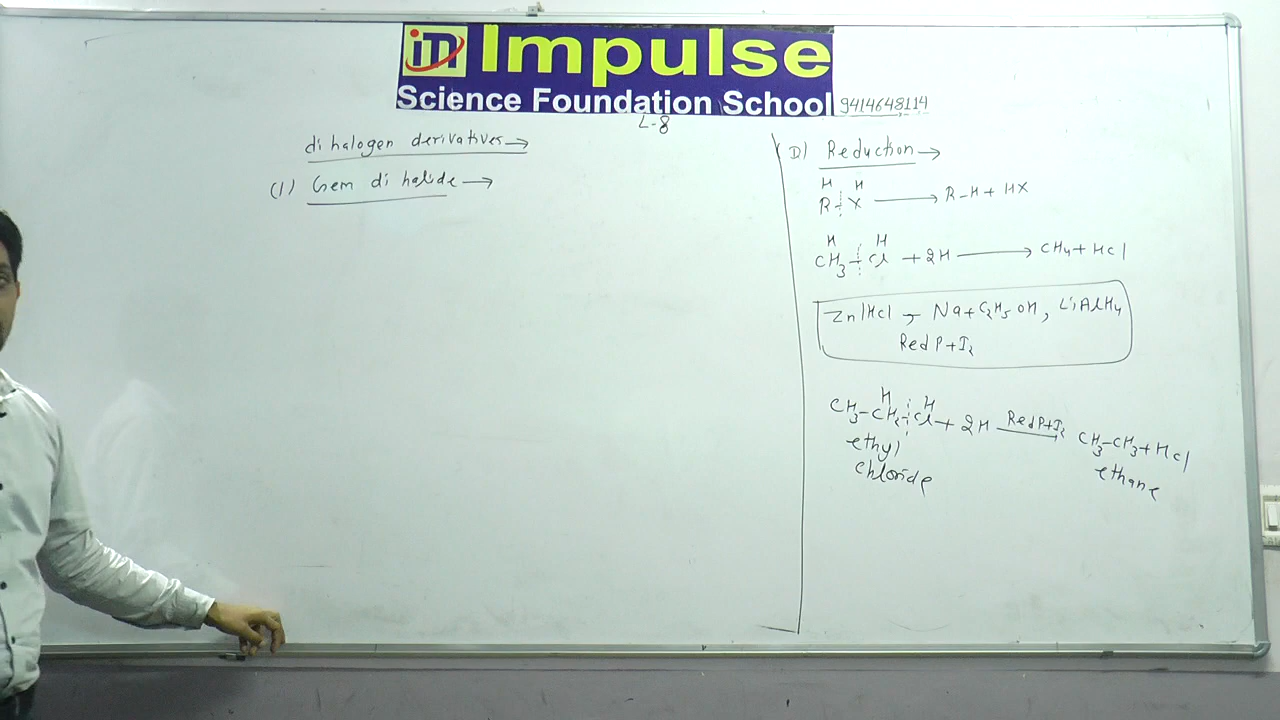 in Impulse
Science Foundation School 9414648114
L-8
di halogen derivatives →
(1) Gem di halide →
D) Reduction →
H H
R-X → R-H + HX
H H
CH3-Cl + 2H → CH4 + HCl
Zn/HCl, Na + C2H5OH, LiAlH4
Red P + I2
H H
CH3-CH2-Cl + 2H Red P+I2 → CH3-CH3 + HCl
ethyl
chloride
ethane